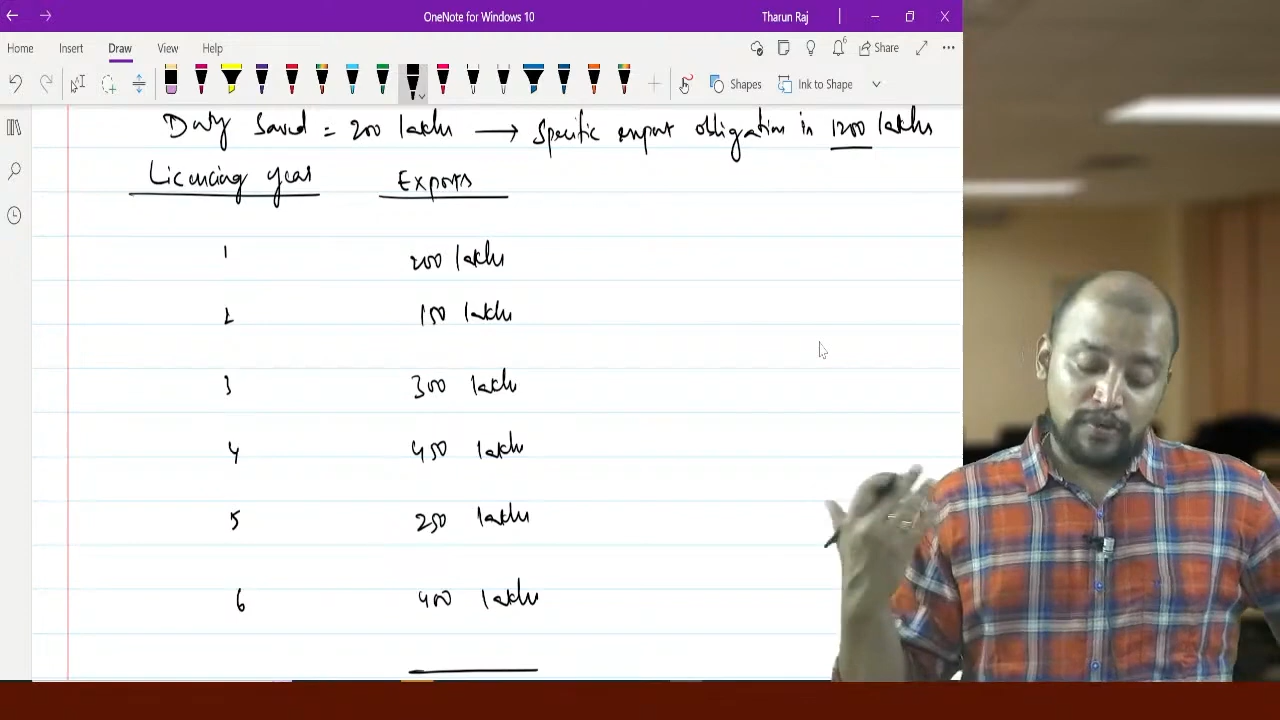 OneNote for Windows 10
Tharun Raj
Home Insert Draw View Help
6 Share
Shapes Ink to Shape
Duty Saved = 200 lakhs → Specific export obligation is 1200 lakhs
Licencing year Exports
1 200 lakhs
2 150 lakhs
3 300 lakhs
4 450 lakhs
5 250 lakhs
6 400 lakhs